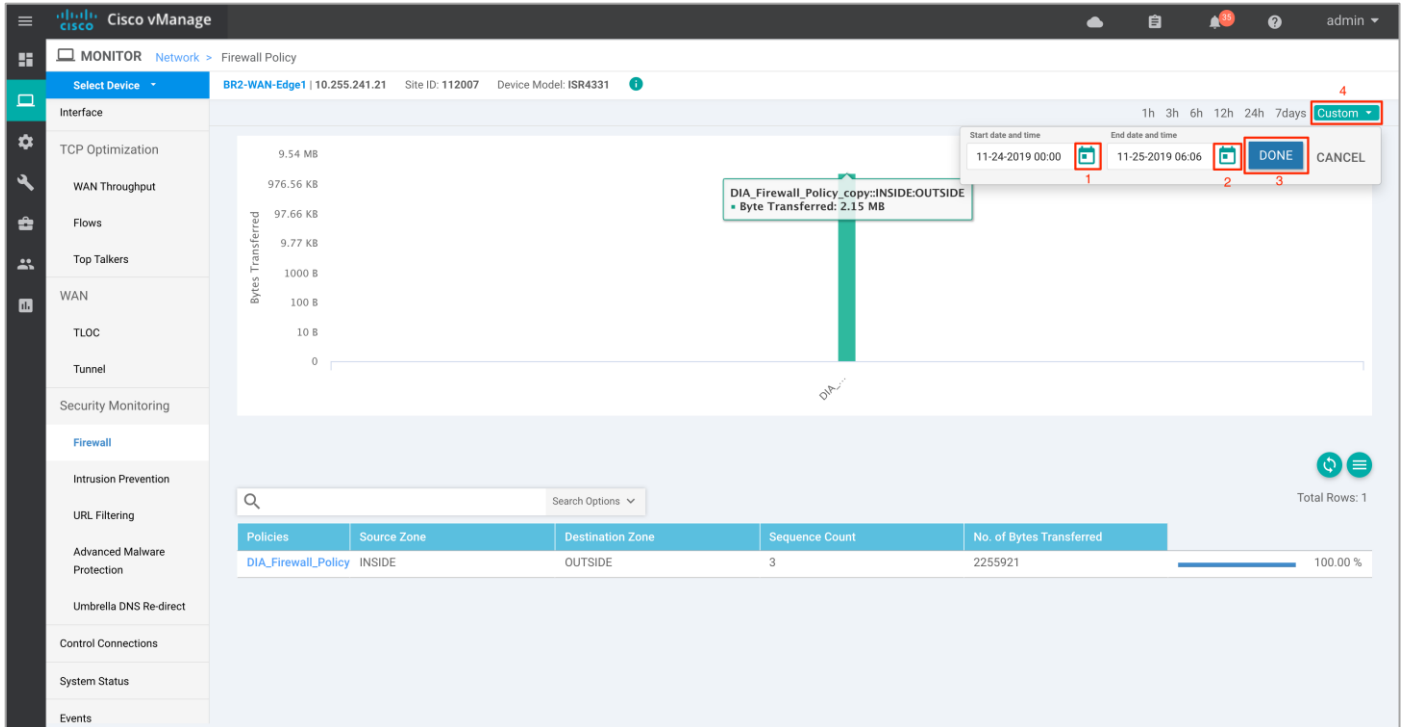 CISCO Cisco vManage
35
admin
MONITOR Network > Firewall Policy
Select Device
BR2-WAN-Edge1 | 10.255.241.21 Site ID: 112007 Device Model: ISR4331
4
1h 3h 6h 12h 24h 7days Custom
Start date and time
End date and time
11-24-2019 00:00
11-25-2019 06:06
DONE
CANCEL
1
2
3
Interface
TCP Optimization
WAN Throughput
Flows
Top Talkers
WAN
TLOC
Tunnel
Security Monitoring
Firewall
Intrusion Prevention
URL Filtering
Advanced Malware
Protection
Umbrella DNS Re-direct
Control Connections
System Status
Events
Bytes Transferred
9.54 MB
976.56 KB
97.66 KB
9.77 KB
1000 B
100 B
10 B
0
DIA_Firewall_Policy_copy::INSIDE:OUTSIDE
Byte Transferred: 2.15 MB
DIA_...
Search Options
Total Rows: 1
Policies Source Zone Destination Zone Sequence Count No. of Bytes Transferred
DIA_Firewall_Policy INSIDE OUTSIDE 3 2255921 100.00 %